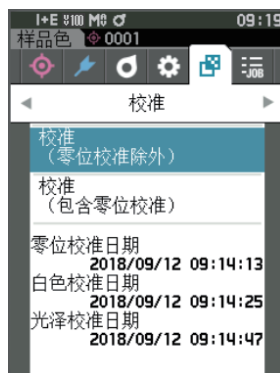 I+E 100 M0 09:19
样品色 0001
JOB
校准
校准
（零位校准除外）
校准
（包含零位校准）
零位校准日期
2018/09/12 09:14:13
白色校准日期
2018/09/12 09:14:25
光泽校准日期
2018/09/12 09:14:47